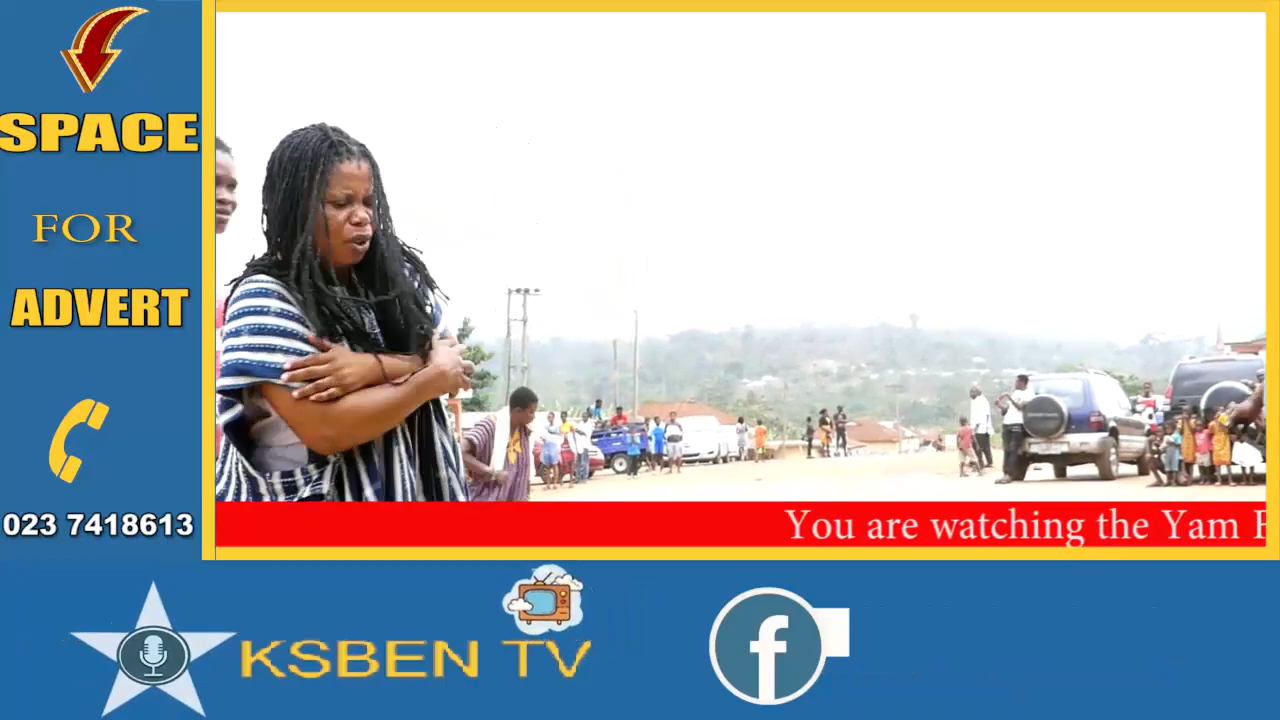 SPACE
FOR
ADVERT
023 7418613
You are watching the Yam
KSBEN TV
f